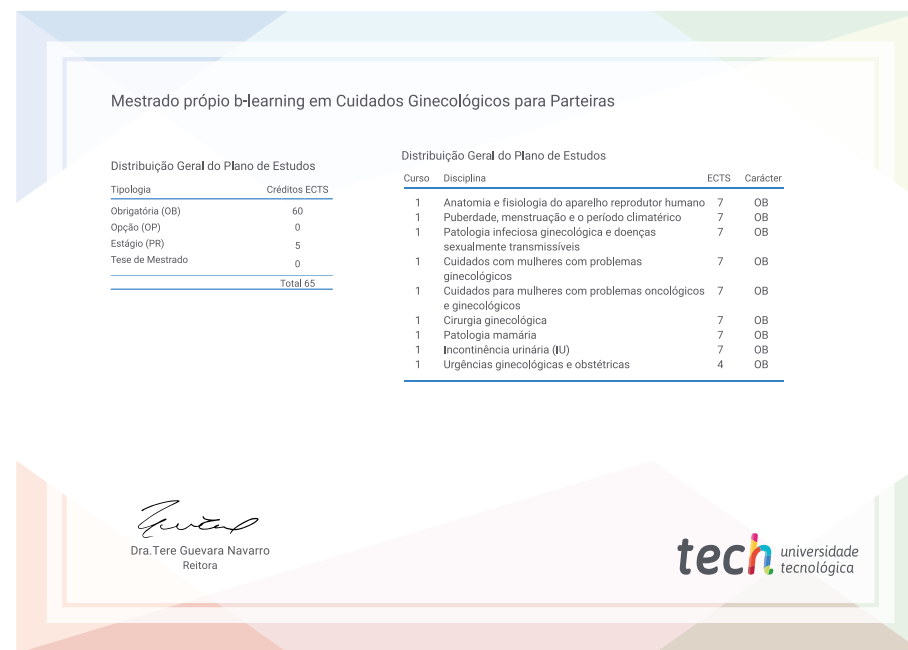 Mestrado própio b-learning em Cuidados Ginecológicos para Parteiras
Distribuição Geral do Plano de Estudos
Tipologia Créditos ECTS
Obrigatória (OB) 60
Opção (OP) 0
Estágio (PR) 5
Tese de Mestrado 0
Total 65
Distribuição Geral do Plano de Estudos
Curso Disciplina ECTS Carácter
1 Anatomia e fisiologia do aparelho reprodutor humano 7 OB
1 Puberdade, menstruação e o período climatérico 7 OB
1 Patologia infeciosa ginecológica e doenças 7 OB
sexualmente transmissíveis
1 Cuidados com mulheres com problemas 7 OB
ginecológicos
1 Cuidados para mulheres com problemas oncológicos 7 OB
e ginecológicos
1 Cirurgia ginecológica 7 OB
1 Patologia mamária 7 OB
1 Incontinência urinária (IU) 7 OB
1 Urgências ginecológicas e obstétricas 4 OB
Dra.Tere Guevara Navarro
Reitora
tech universidade
tecnológica